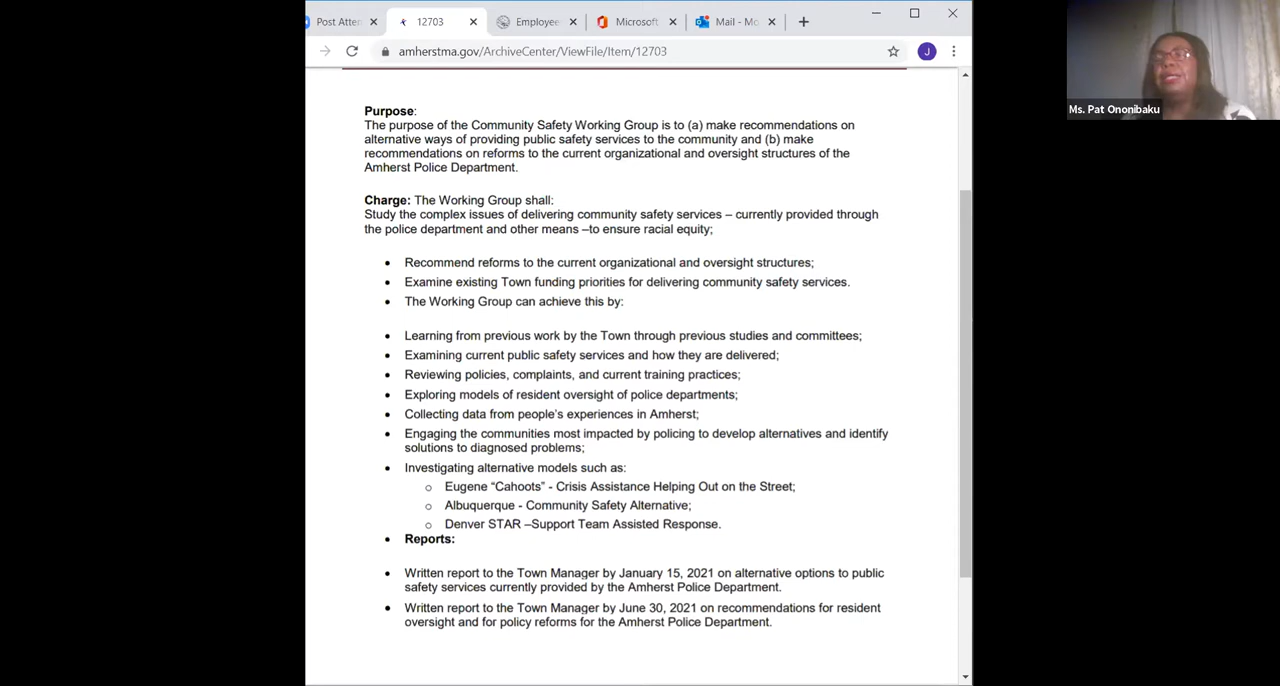 Post Atten
12703
Employee
Microsoft
Mail - Mo
amherstma.gov/ArchiveCenter/ViewFile/Item/12703
J
Ms. Pat Ononibaku
Purpose:
The purpose of the Community Safety Working Group is to (a) make recommendations on
alternative ways of providing public safety services to the community and (b) make
recommendations on reforms to the current organizational and oversight structures of the
Amherst Police Department.
Charge: The Working Group shall:
Study the complex issues of delivering community safety services – currently provided through
the police department and other means –to ensure racial equity;
• Recommend reforms to the current organizational and oversight structures;
• Examine existing Town funding priorities for delivering community safety services.
• The Working Group can achieve this by:
• Learning from previous work by the Town through previous studies and committees;
• Examining current public safety services and how they are delivered;
• Reviewing policies, complaints, and current training practices;
• Exploring models of resident oversight of police departments;
• Collecting data from people's experiences in Amherst;
• Engaging the communities most impacted by policing to develop alternatives and identify
solutions to diagnosed problems;
• Investigating alternative models such as:
o Eugene “Cahoots” - Crisis Assistance Helping Out on the Street;
o Albuquerque - Community Safety Alternative;
o Denver STAR –Support Team Assisted Response.
• Reports:
• Written report to the Town Manager by January 15, 2021 on alternative options to public
safety services currently provided by the Amherst Police Department.
• Written report to the Town Manager by June 30, 2021 on recommendations for resident
oversight and for policy reforms for the Amherst Police Department.